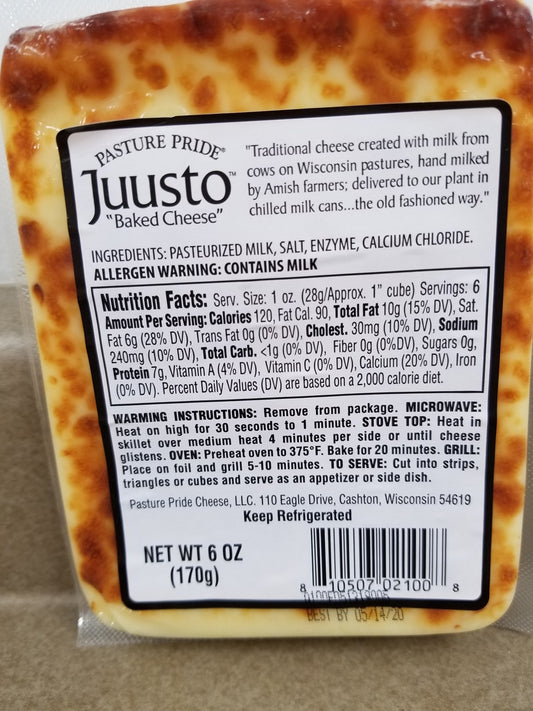 PASTURE PRIDE®
Juusto™
"Baked Cheese"
"Traditional cheese created with milk from
cows on Wisconsin pastures, hand milked
by Amish farmers; delivered to our plant in
chilled milk cans...the old fashioned way."
INGREDIENTS: PASTEURIZED MILK, SALT, ENZYME, CALCIUM CHLORIDE.
ALLERGEN WARNING: CONTAINS MILK
Nutrition Facts: Serv. Size: 1 oz. (28g/Approx. 1" cube) Servings: 6
Amount Per Serving: Calories 120, Fat Cal. 90, Total Fat 10g (15% DV), Sat.
Fat 6g (28% DV), Trans Fat 0g (0% DV), Cholest. 30mg (10% DV), Sodium
240mg (10% DV), Total Carb. <1g (0% DV), Fiber 0g (0%DV), Sugars 0g,
Protein 7g, Vitamin A (4% DV), Vitamin C (0% DV), Calcium (20% DV), Iron
(0% DV). Percent Daily Values (DV) are based on a 2,000 calorie diet.
WARMING INSTRUCTIONS: Remove from package. MICROWAVE:
Heat on high for 30 seconds to 1 minute. STOVE TOP: Heat in
skillet over medium heat 4 minutes per side or until cheese
glistens. OVEN: Preheat oven to 375°F. Bake for 20 minutes. GRILL:
Place on foil and grill 5-10 minutes. TO SERVE: Cut into strips,
triangles or cubes and serve as an appetizer or side dish.
Pasture Pride Cheese, LLC. 110 Eagle Drive, Cashton, Wisconsin 54619
Keep Refrigerated
NET WT 6 OZ
(170g)
8 10507 02100 8
BEST BY 05/14/20